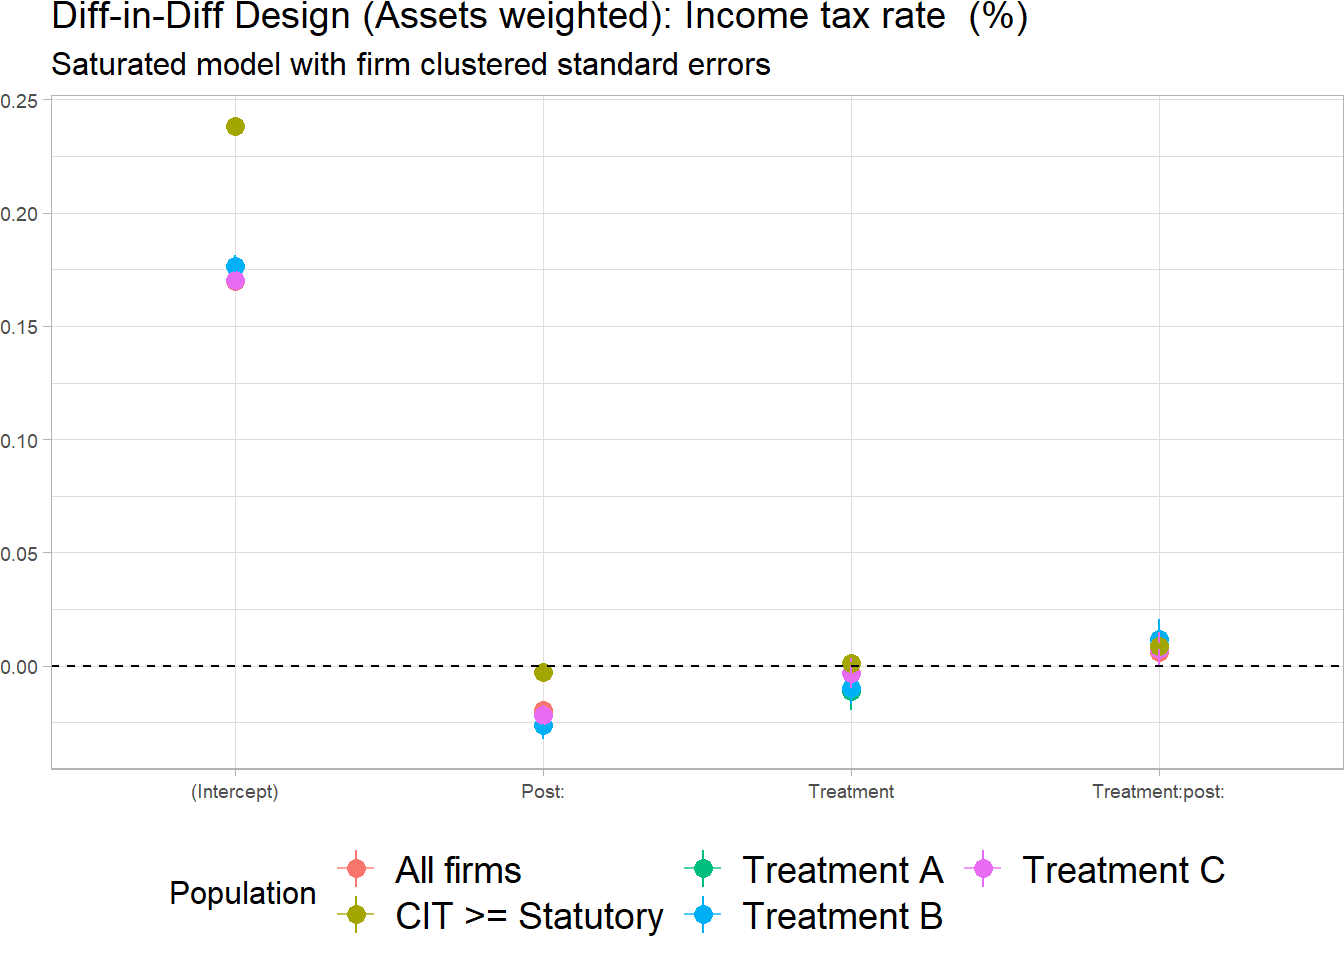 Diff-in-Diff Design (Assets weighted): Income tax rate  (%)
Saturated model with firm clustered standard errors
0.25
0.20
0.15
0.10
0.05
0.00
(Intercept) Post: Treatment Treatment:post:
Population
All firms Treatment A Treatment C
CIT >= Statutory Treatment B